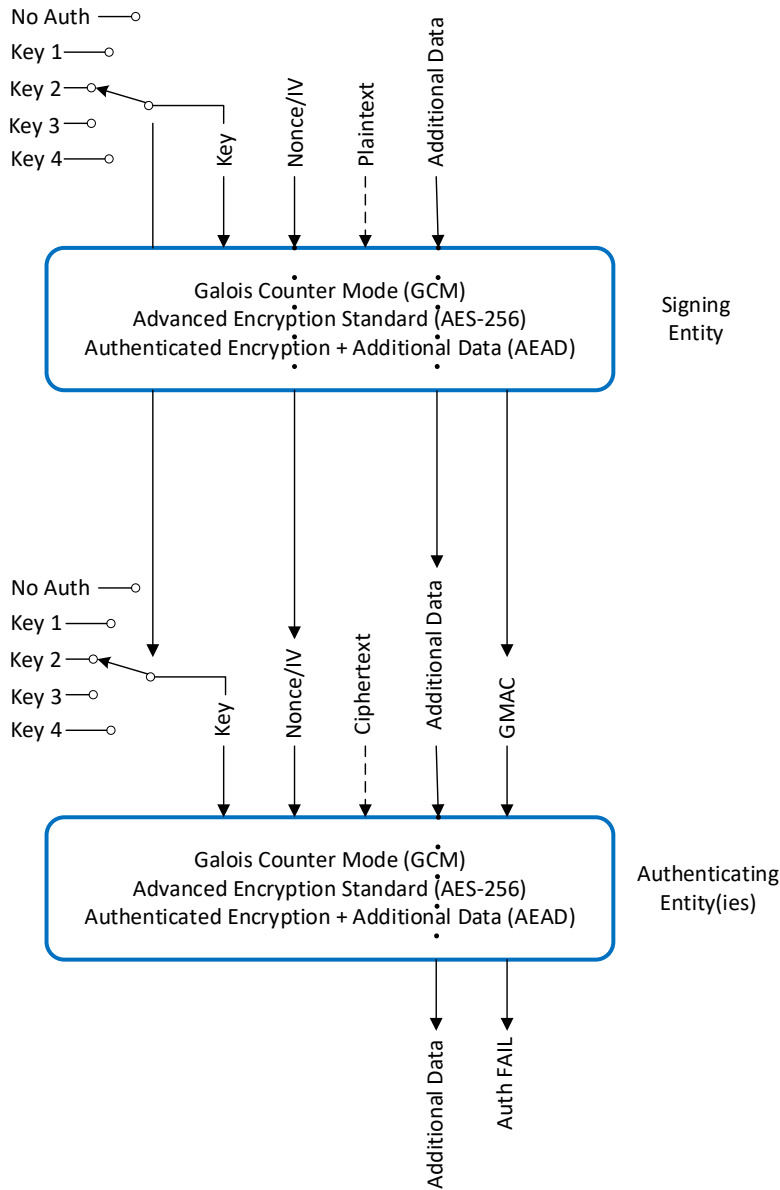 No Auth
Key 1
Key 2
Key 3
Key 4
Key
Nonce/IV
Plaintext
Additional Data
Galois Counter Mode (GCM)
Advanced Encryption Standard (AES-256)
Authenticated Encryption + Additional Data (AEAD)
Signing
Entity
No Auth
Key 1
Key 2
Key 3
Key 4
Key
Nonce/IV
Ciphertext
Additional Data
GMAC
Galois Counter Mode (GCM)
Advanced Encryption Standard (AES-256)
Authenticated Encryption + Additional Data (AEAD)
Authenticating
Entity(ies)
Additional Data
Auth FAIL